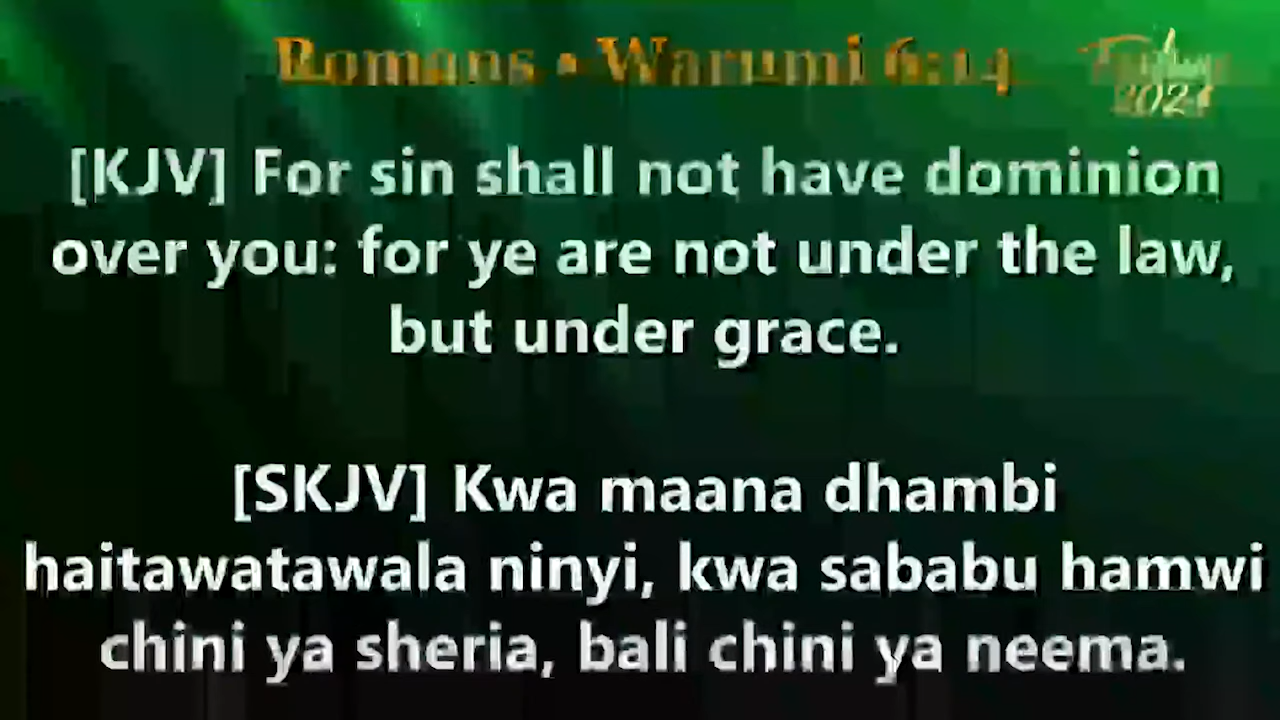 Romans • Warumi 6:14
2024
[KJV] For sin shall not have dominion
over you: for ye are not under the law,
but under grace.
[SKJV] Kwa maana dhambi
haitawatawala ninyi, kwa sababu hamwi
chini ya sheria, bali chini ya neema.